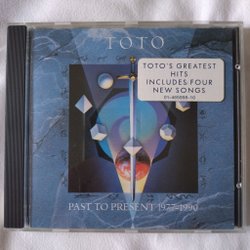 TOTO
TOTO'S GREATEST
HITS
INCLUDES: FOUR
NEW SONGS
PAST TO PRESENT 1977-1990